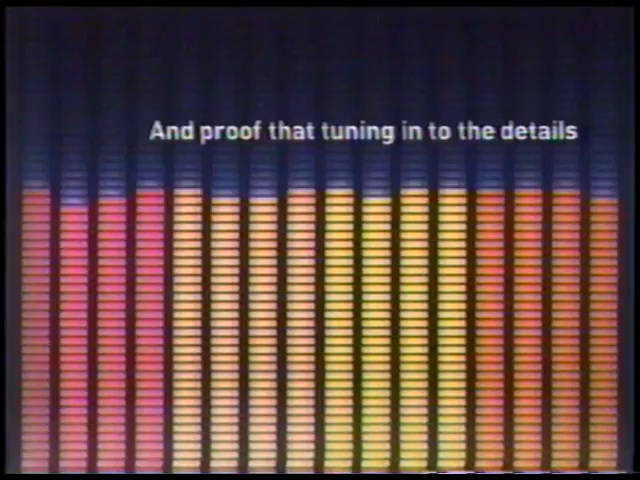 And proof that tuning in to the details